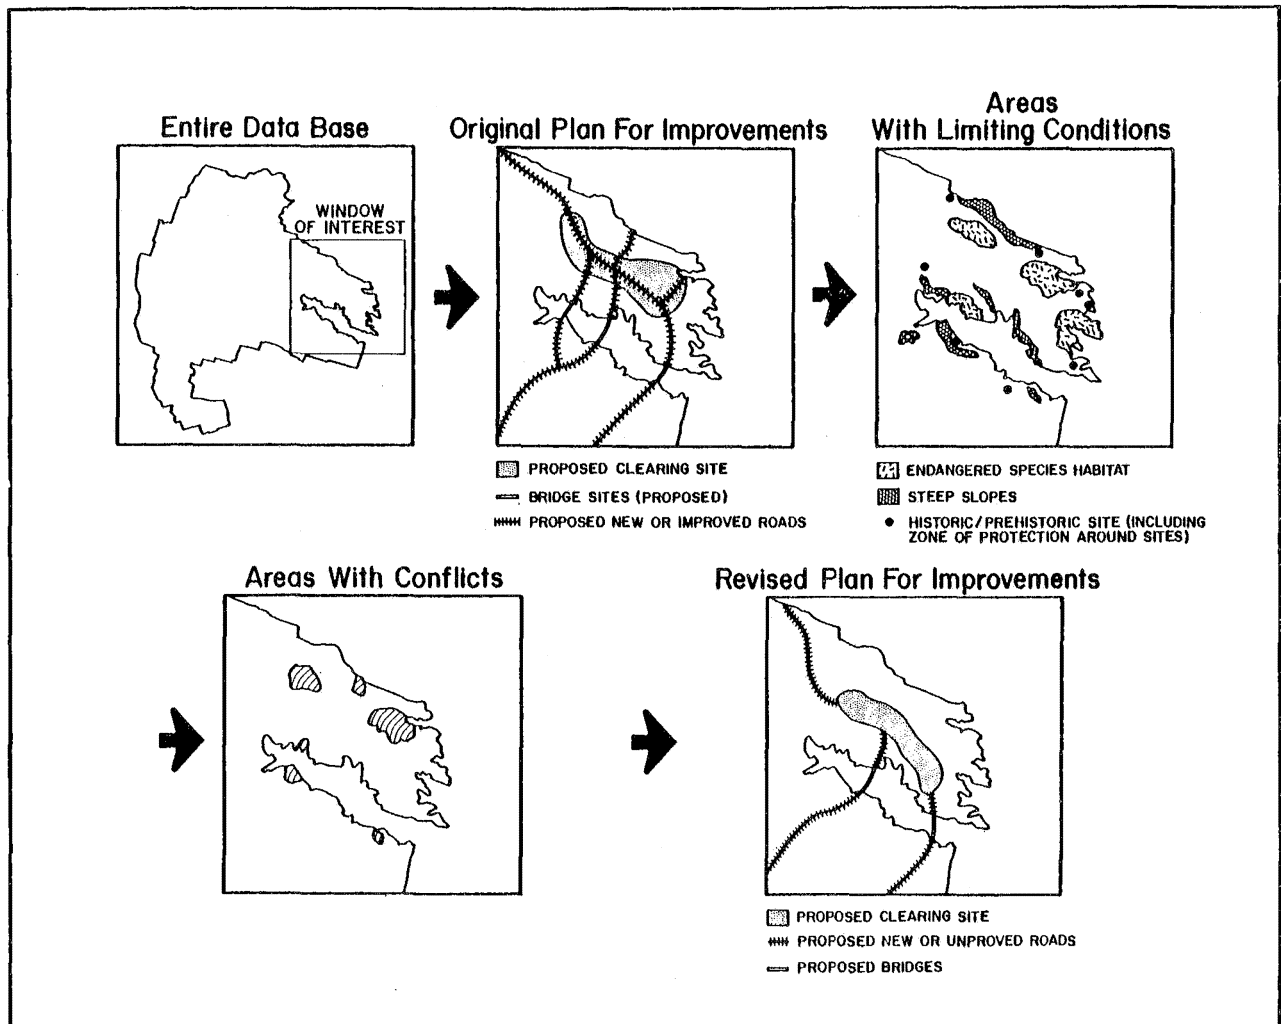 Entire Data Base
WINDOW
OF INTEREST
Original Plan For Improvements
PROPOSED CLEARING SITE
BRIDGE SITES (PROPOSED)
PROPOSED NEW OR IMPROVED ROADS
Areas
With Limiting Conditions
ENDANGERED SPECIES HABITAT
STEEP SLOPES
HISTORIC/PREHISTORIC SITE (INCLUDING
ZONE OF PROTECTION AROUND SITES)
Areas With Conflicts
Revised Plan For Improvements
PROPOSED CLEARING SITE
PROPOSED NEW OR UNPROVED ROADS
PROPOSED BRIDGES